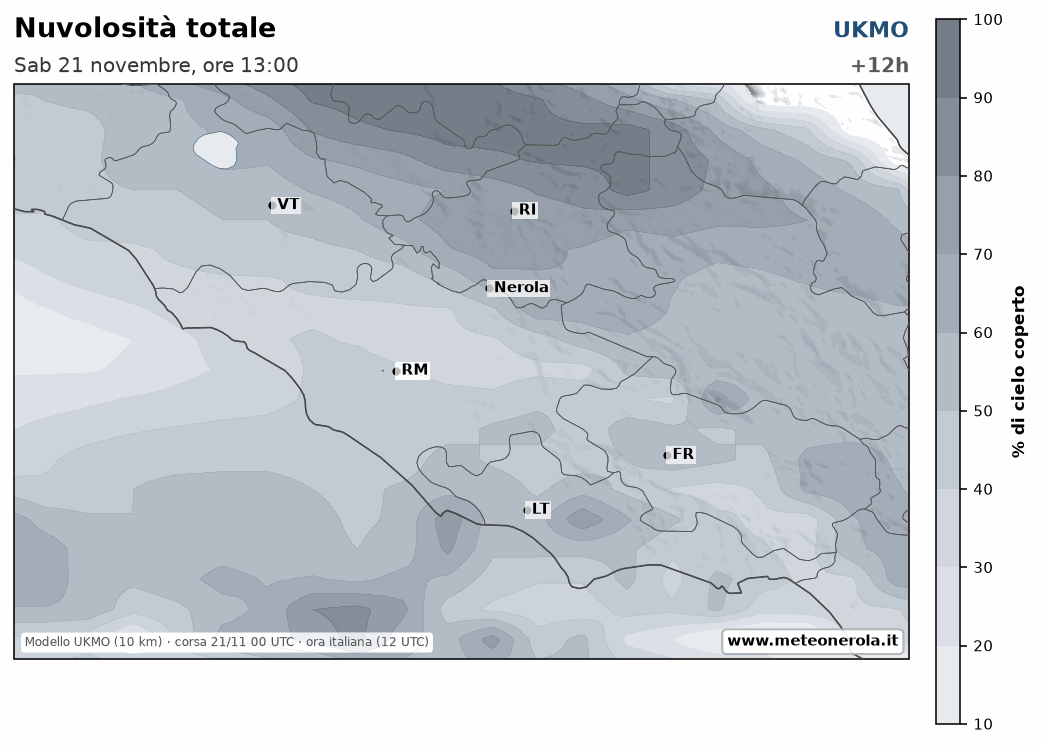 Nuvolosità totale
UKMO
Sab 21 novembre, ore 13:00
+12h
100
90
80
70
60
50
40
30
20
10
% di cielo coperto
VT
RI
Nerola
RM
FR
LT
Modello UKMO (10 km) · corsa 21/11 00 UTC · ora italiana (12 UTC)
www.meteonerola.it